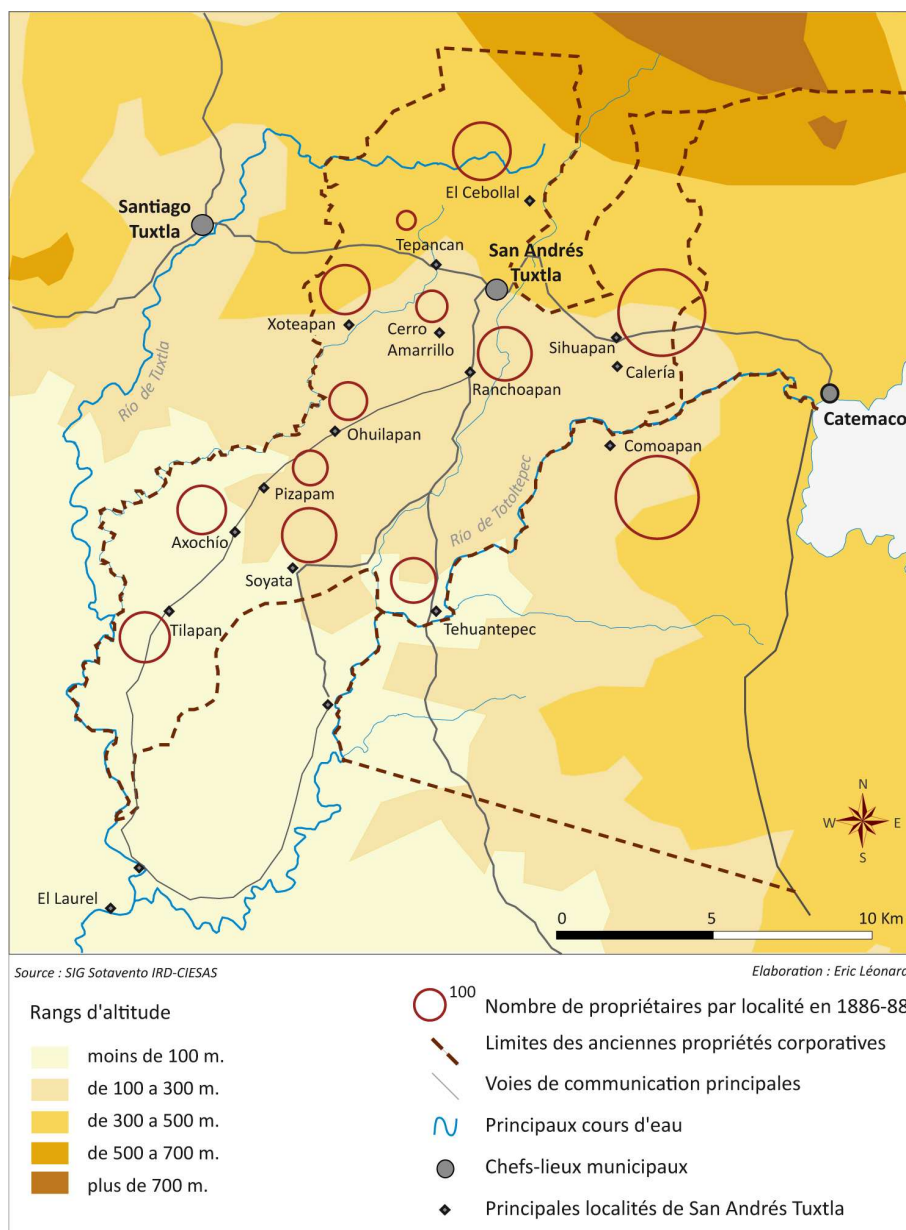 El Cebollal
Santiago
Tuxtla
Tepancan
San Andrés
Tuxtla
Xoteapan
Cerro
Amarrillo
Sihuapan
Río de Tuxtla
Ranchoapan
Calería
Catemaco
Ohuilapan
Comoapan
Pizapam
Río de Totoltepec
Axochío
Soyata
Tilapan
Tehuantepec
N
W
E
S
El Laurel
0 5 10 Km
Source : SIG Sotavento IRD-CIESAS
Elaboration : Eric Léonard
Rangs d'altitude
moins de 100 m.
de 100 a 300 m.
de 300 a 500 m.
de 500 a 700 m.
plus de 700 m.
100
Nombre de propriétaires par localité en 1886-88
Limites des anciennes propriétés corporatives
Voies de communication principales
Principaux cours d'eau
Chefs-lieux municipaux
Principales localités de San Andrés Tuxtla